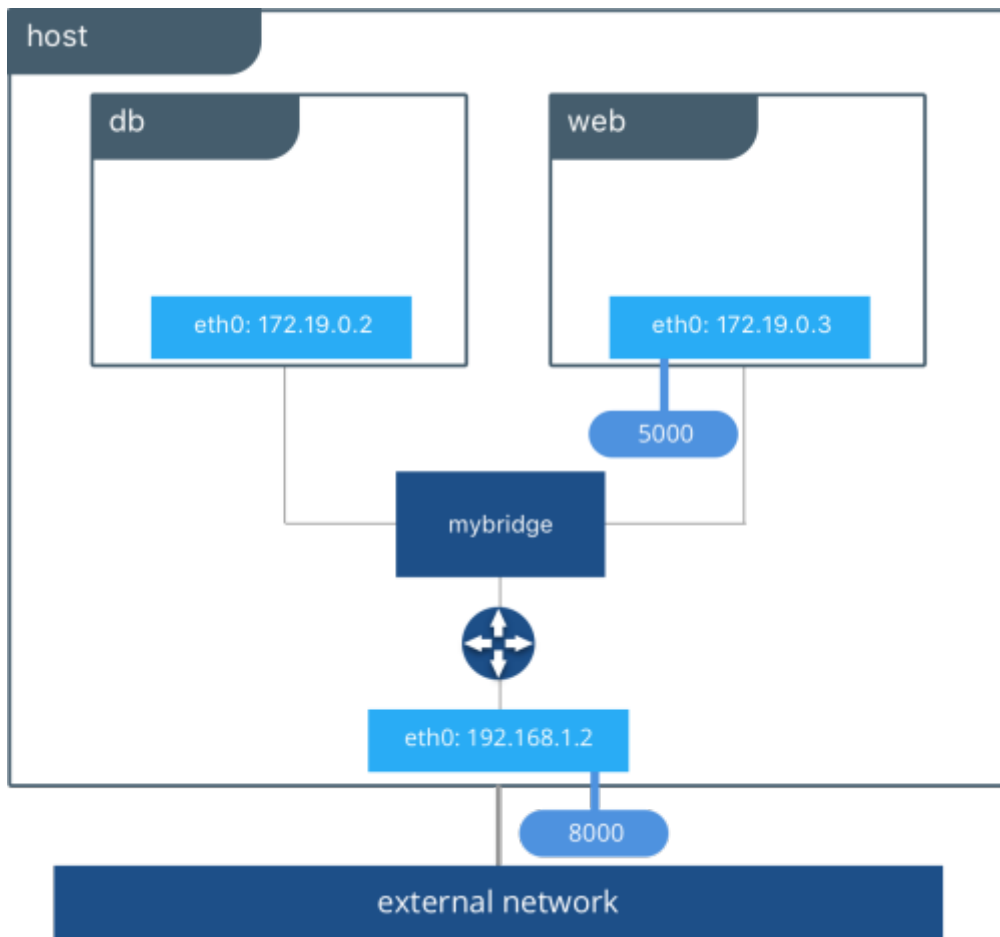 host
db
web
eth0: 172.19.0.2
eth0: 172.19.0.3
5000
mybridge
eth0: 192.168.1.2
8000
external network